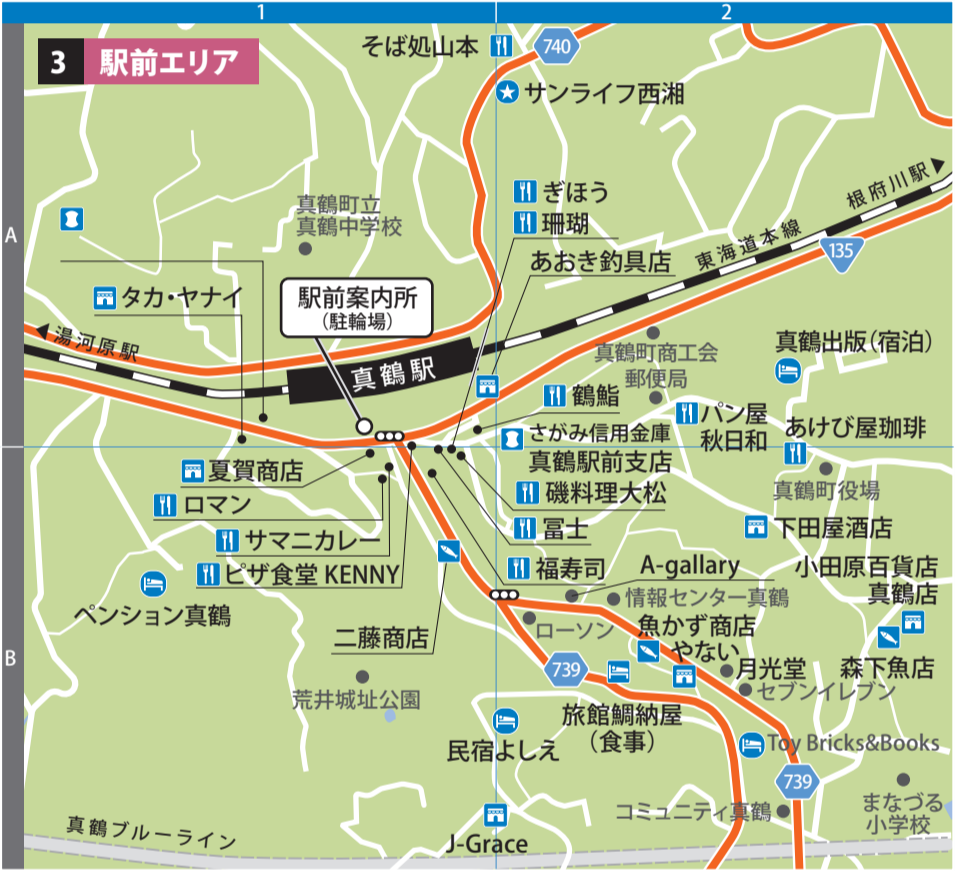 1
2
3 駅前エリア
そば処山本
740
サンライフ西湘
根府川駅
ぎほう
真鶴町立
真鶴中学校
珊瑚
A
東海道本線
135
あおき釣具店
タカ・ヤナイ
駅前案内所
(駐輪場)
湯河原駅
真鶴駅
真鶴町商工会
真鶴出版(宿泊)
郵便局
鶴鮨
パン屋
秋日和
あけび屋珈琲
さがみ信用金庫
真鶴駅前支店
夏賀商店
磯料理大松
真鶴町役場
ロマン
冨士
下田屋酒店
サマニカレー
ピザ食堂 KENNY
福寿司
A-gallary
小田原百貨店
真鶴店
ペンション真鶴
情報センター真鶴
二藤商店
ローソン
魚かず商店
やない
B
739
月光堂
森下魚店
セブンイレブン
荒井城址公園
旅館鯛納屋
(食事)
民宿よしえ
Toy Bricks&Books
739
コミュニティ真鶴
まなづる
小学校
真鶴ブルーライン
J-Grace